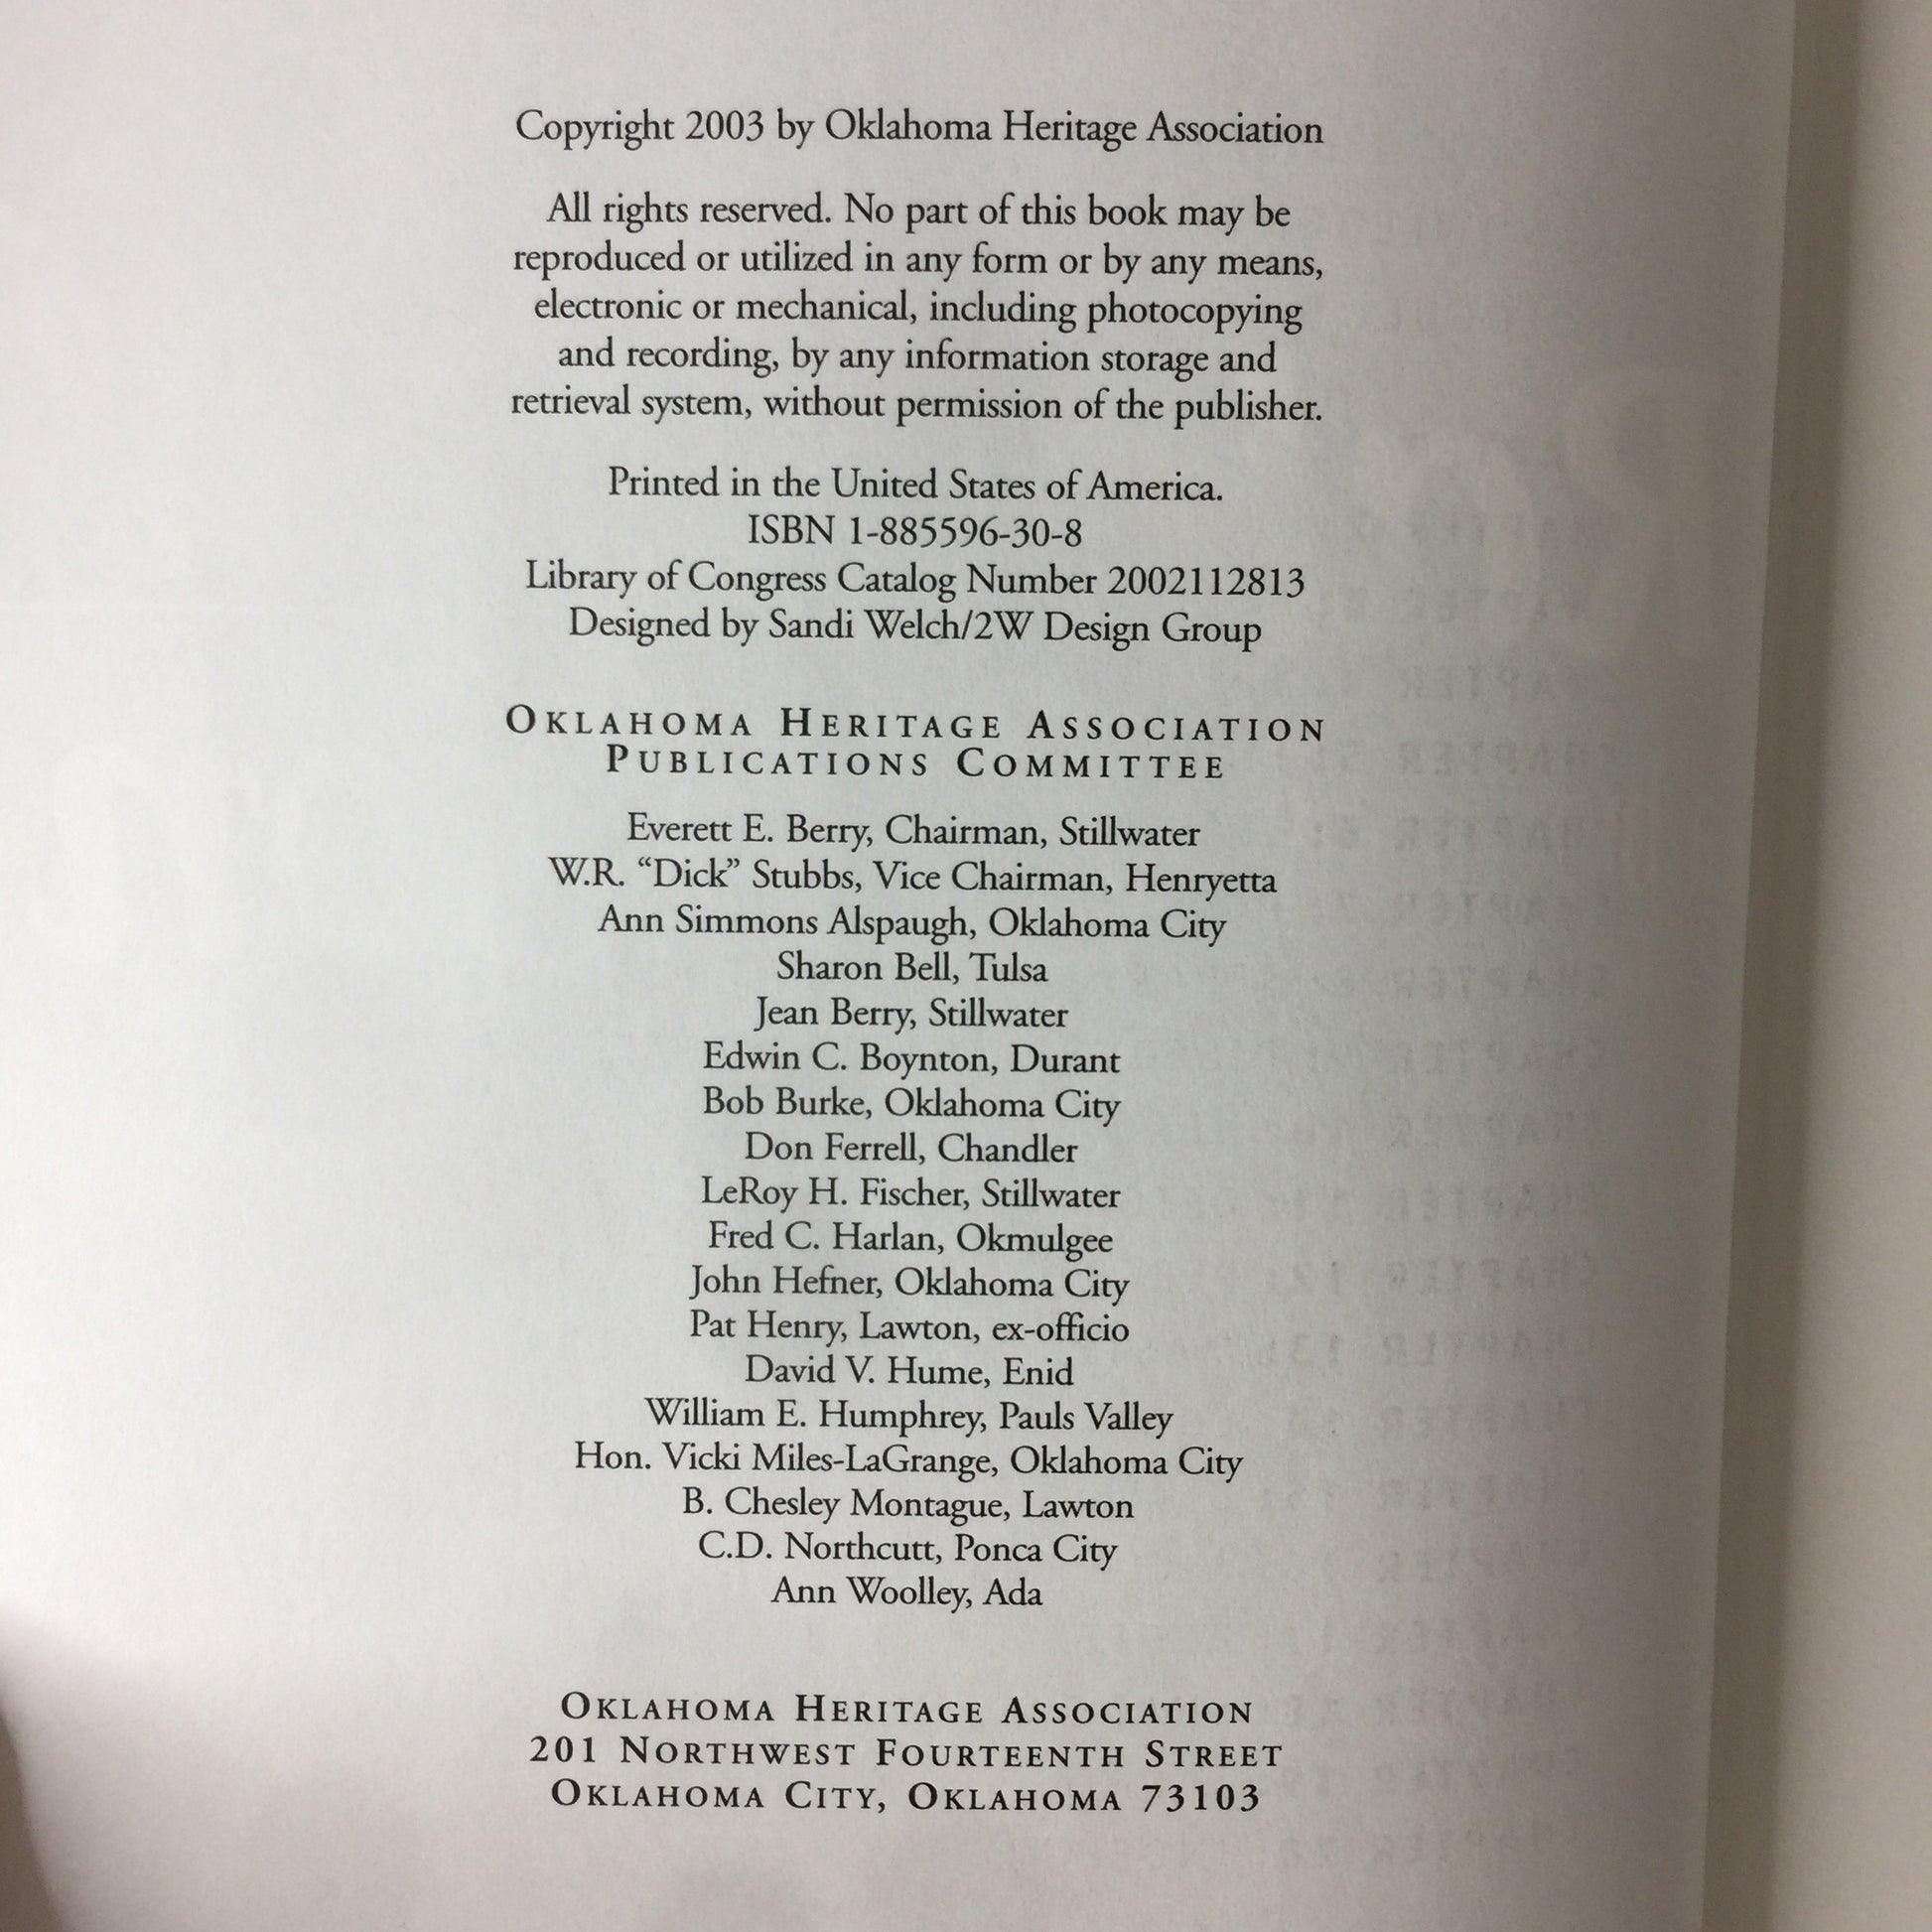 Copyright 2003 by Oklahoma Heritage Association
All rights reserved. No part of this book may be
reproduced or utilized in any form or by any means,
electronic or mechanical, including photocopying
and recording, by any information storage and
retrieval system, without permission of the publisher.
Printed in the United States of America.
ISBN 1-885596-30-8
Library of Congress Catalog Number 2002112813
Designed by Sandi Welch/2W Design Group
OKLAHOMA HERITAGE ASSOCIATION
PUBLICATIONS COMMITTEE
Everett E. Berry, Chairman, Stillwater
W.R. “Dick” Stubbs, Vice Chairman, Henryetta
Ann Simmons Alspaugh, Oklahoma City
Sharon Bell, Tulsa
Jean Berry, Stillwater
Edwin C. Boynton, Durant
Bob Burke, Oklahoma City
Don Ferrell, Chandler
LeRoy H. Fischer, Stillwater
Fred C. Harlan, Okmulgee
John Hefner, Oklahoma City
Pat Henry, Lawton, ex-officio
David V. Hume, Enid
William E. Humphrey, Pauls Valley
Hon. Vicki Miles-LaGrange, Oklahoma City
B. Chesley Montague, Lawton
C.D. Northcutt, Ponca City
Ann Woolley, Ada
OKLAHOMA HERITAGE ASSOCIATION
201 NORTHWEST FOURTEENTH STREET
OKLAHOMA CITY, OKLAHOMA 73103